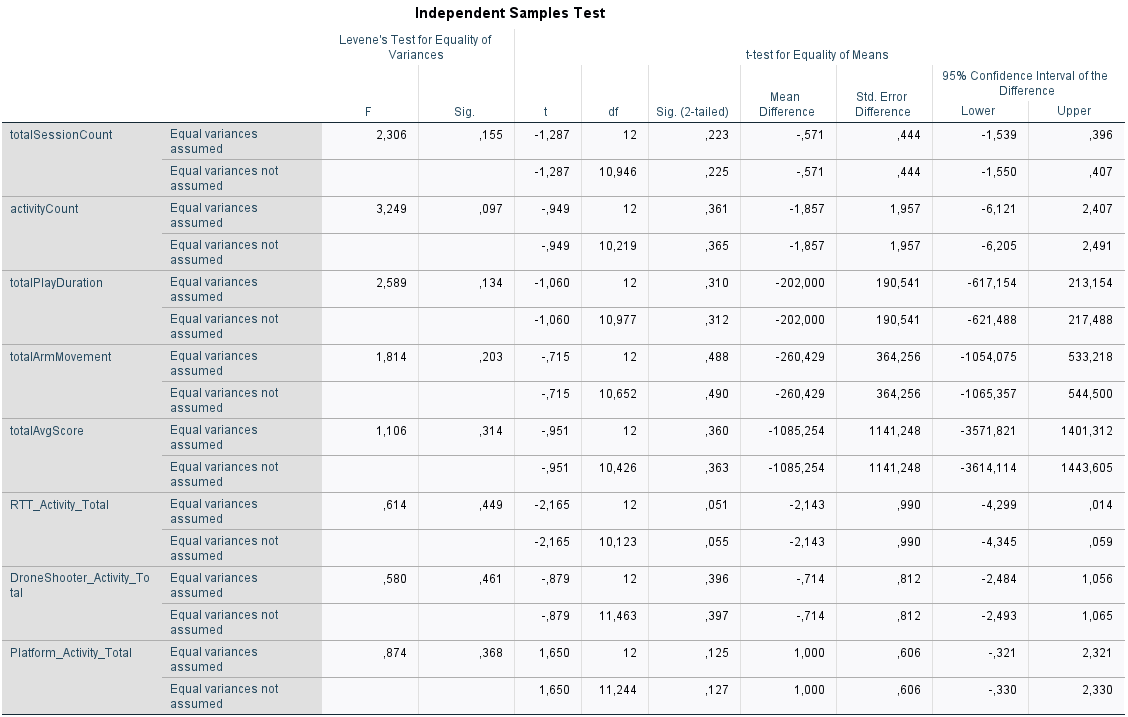 Independent Samples Test
Levene's Test for Equality of
Variances
t-test for Equality of Means
F
Sig.
t
df
Sig. (2-tailed)
Mean
Difference
Std. Error
Difference
95% Confidence Interval of the
Difference
Lower
Upper
totalSessionCount Equal variances assumed 2,306 ,155 -1,287 12 ,223 -,571 ,444 -1,539 ,396
Equal variances not assumed -1,287 10,946 ,225 -,571 ,444 -1,550 ,407
activityCount Equal variances assumed 3,249 ,097 -,949 12 ,361 -1,857 1,957 -6,121 2,407
Equal variances not assumed -,949 10,219 ,365 -1,857 1,957 -6,205 2,491
totalPlayDuration Equal variances assumed 2,589 ,134 -1,060 12 ,310 -202,000 190,541 -617,154 213,154
Equal variances not assumed -1,060 10,977 ,312 -202,000 190,541 -621,488 217,488
totalArmMovement Equal variances assumed 1,814 ,203 -,715 12 ,488 -260,429 364,256 -1054,075 533,218
Equal variances not assumed -,715 10,652 ,490 -260,429 364,256 -1065,357 544,500
totalAvgScore Equal variances assumed 1,106 ,314 -,951 12 ,360 -1085,254 1141,248 -3571,821 1401,312
Equal variances not assumed -,951 10,426 ,363 -1085,254 1141,248 -3614,114 1443,605
RTT_Activity_Total Equal variances assumed ,614 ,449 -2,165 12 ,051 -2,143 ,990 -4,299 ,014
Equal variances not assumed -2,165 10,123 ,055 -2,143 ,990 -4,345 ,059
DroneShooter_Activity_Total Equal variances assumed ,580 ,461 -,879 12 ,396 -,714 ,812 -2,484 1,056
Equal variances not assumed -,879 11,463 ,397 -,714 ,812 -2,493 1,065
Platform_Activity_Total Equal variances assumed ,874 ,368 1,650 12 ,125 1,000 ,606 -,321 2,321
Equal variances not assumed 1,650 11,244 ,127 1,000 ,606 -,330 2,330